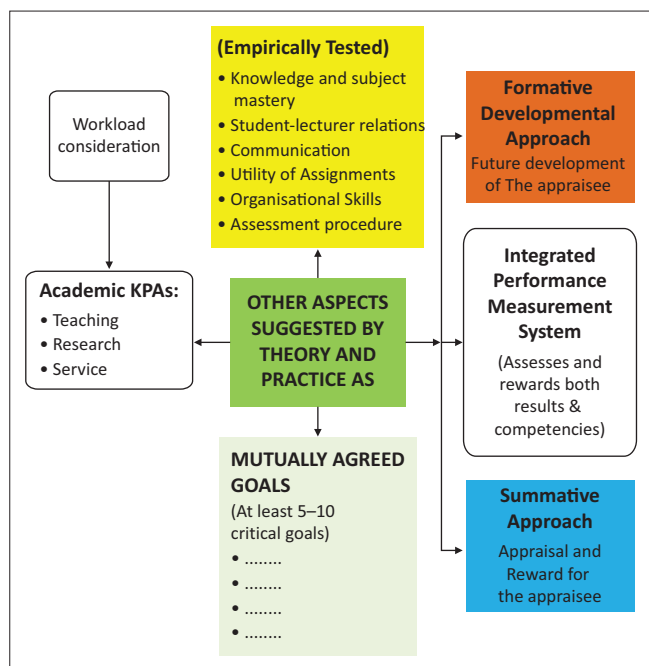 (Empirically Tested)
• Knowledge and subject
mastery
• Student-lecturer relations
• Communication
• Utility of Assignments
• Organisational Skills
• Assessment procedure
Workload
consideration
Academic KPAs:
• Teaching
• Research
• Service
OTHER ASPECTS
SUGGESTED BY
THEORY AND
PRACTICE AS
MUTUALLY AGREED
GOALS
(At least 5–10
critical goals)
• ........
• ........
• ........
• ........
Formative
Developmental
Approach
Future development
of The appraisee
Integrated
Performance
Measurement
System
(Assesses and
rewards both
results &
competencies)
Summative
Approach
Appraisal and
Reward for
the appraisee